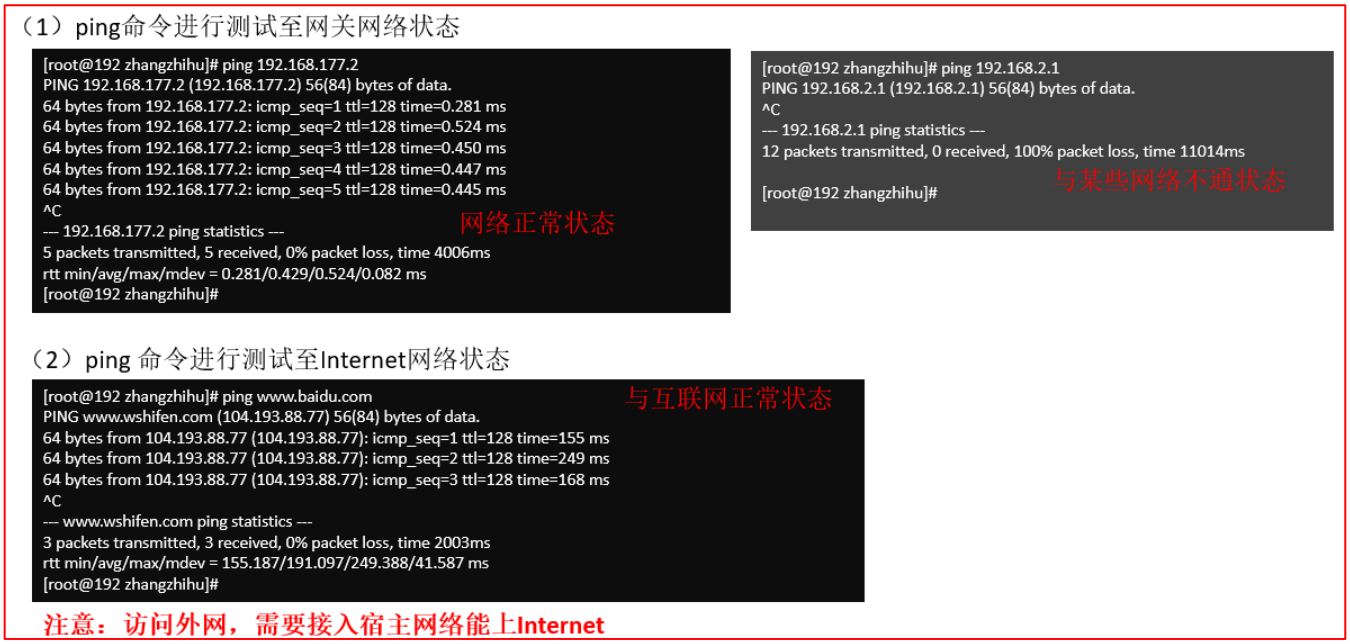 （1）ping命令进行测试至网关网络状态
[root@192 zhangzhihu]# ping 192.168.177.2
PING 192.168.177.2 (192.168.177.2) 56(84) bytes of data.
64 bytes from 192.168.177.2: icmp_seq=1 ttl=128 time=0.281 ms
64 bytes from 192.168.177.2: icmp_seq=2 ttl=128 time=0.524 ms
64 bytes from 192.168.177.2: icmp_seq=3 ttl=128 time=0.450 ms
64 bytes from 192.168.177.2: icmp_seq=4 ttl=128 time=0.447 ms
64 bytes from 192.168.177.2: icmp_seq=5 ttl=128 time=0.445 ms
^C
网络正常状态
--- 192.168.177.2 ping statistics ---
5 packets transmitted, 5 received, 0% packet loss, time 4006ms
rtt min/avg/max/mdev = 0.281/0.429/0.524/0.082 ms
[root@192 zhangzhihu]#
[root@192 zhangzhihu]# ping 192.168.2.1
PING 192.168.2.1 (192.168.2.1) 56(84) bytes of data.
^C
--- 192.168.2.1 ping statistics ---
12 packets transmitted, 0 received, 100% packet loss, time 11014ms
与某些网络不通状态
[root@192 zhangzhihu]#
（2）ping 命令进行测试至Internet网络状态
[root@192 zhangzhihu]# ping www.baidu.com
与互联网正常状态
PING www.wshifen.com (104.193.88.77) 56(84) bytes of data.
64 bytes from 104.193.88.77 (104.193.88.77): icmp_seq=1 ttl=128 time=155 ms
64 bytes from 104.193.88.77 (104.193.88.77): icmp_seq=2 ttl=128 time=249 ms
64 bytes from 104.193.88.77 (104.193.88.77): icmp_seq=3 ttl=128 time=168 ms
^C
--- www.wshifen.com ping statistics ---
3 packets transmitted, 3 received, 0% packet loss, time 2003ms
rtt min/avg/max/mdev = 155.187/191.097/249.388/41.587 ms
[root@192 zhangzhihu]#
注意：访问外网，需要接入宿主网络能上Internet